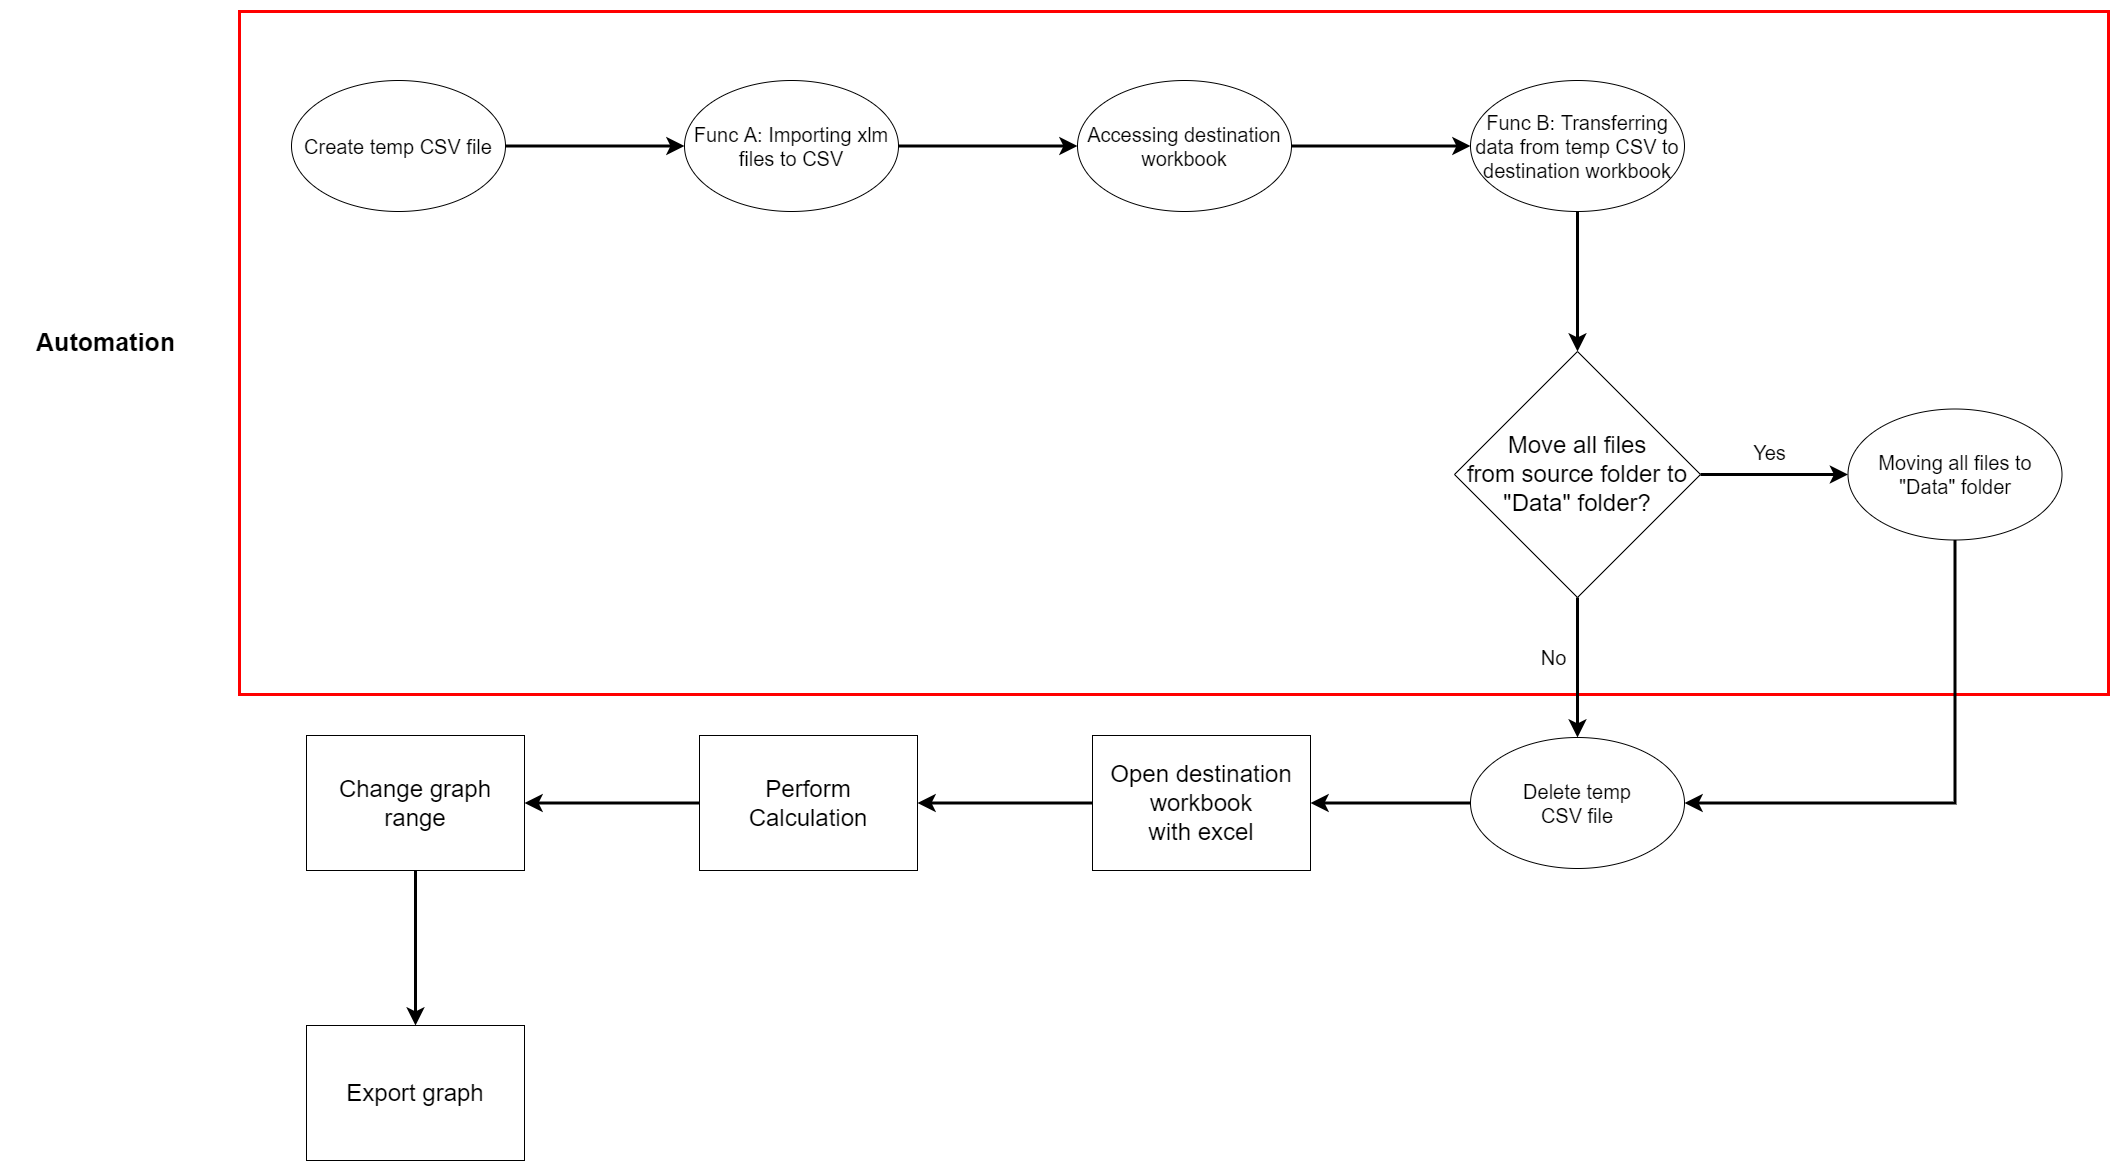 Create temp CSV file
Func A: Importing xlm
files to CSV
Accessing destination
workbook
Func B: Transferring
data from temp CSV to
destination workbook
Automation
Move all files
from source folder to
"Data" folder?
Yes
Moving all files to
"Data" folder
No
Delete temp
CSV file
Open destination
workbook
with excel
Perform
Calculation
Change graph
range
Export graph